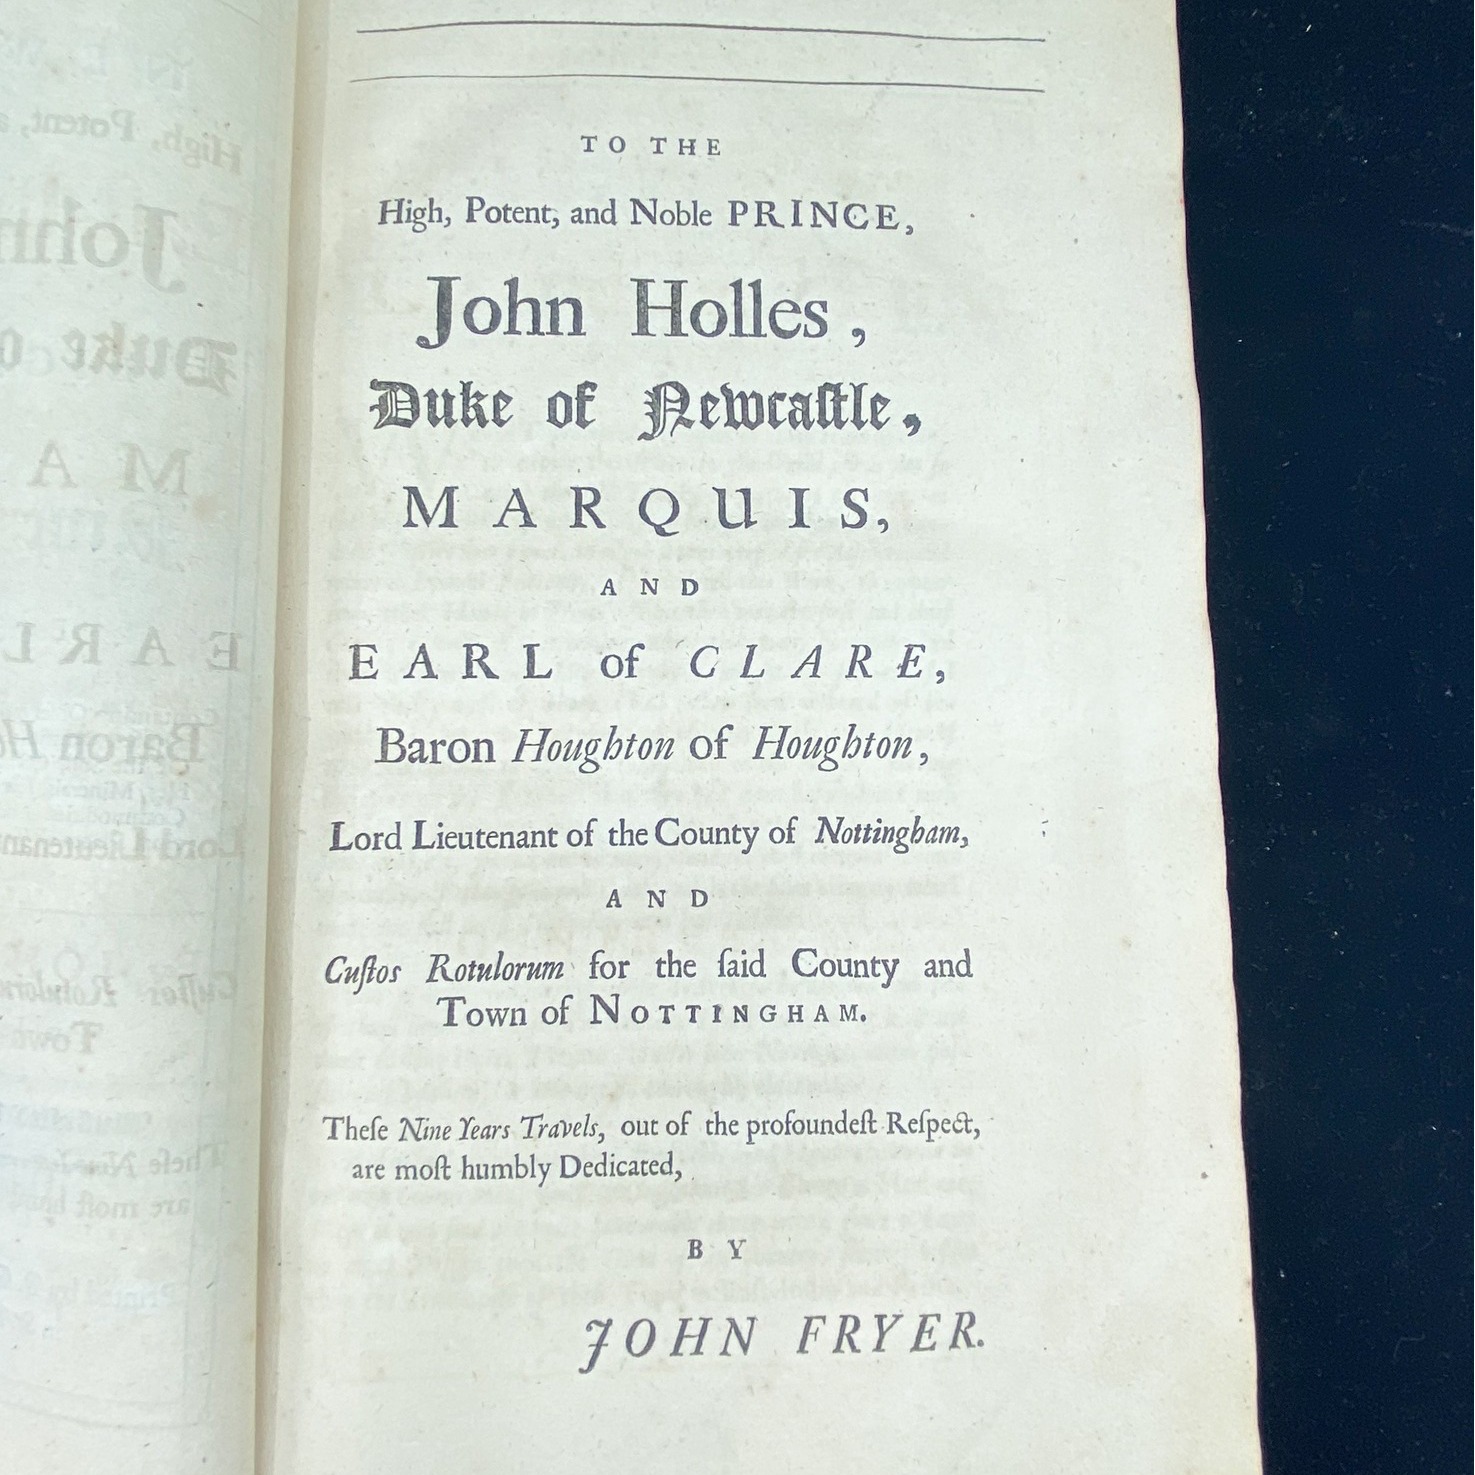 TO THE
High, Potent, and Noble PRINCE,
John Holles,
Duke of Newcaſtle,
MARQUIS,
AND
EARL of CLARE,
Baron Houghton of Houghton,
Lord Lieutenant of the County of Nottingham,
AND
Cuſtos Rotulorum for the ſaid County and
Town of NOTTINGHAM.
Theſe Nine Years Travels, out of the profoundeſt Reſpect,
are moſt humbly Dedicated,
BY
JOHN FRYER.